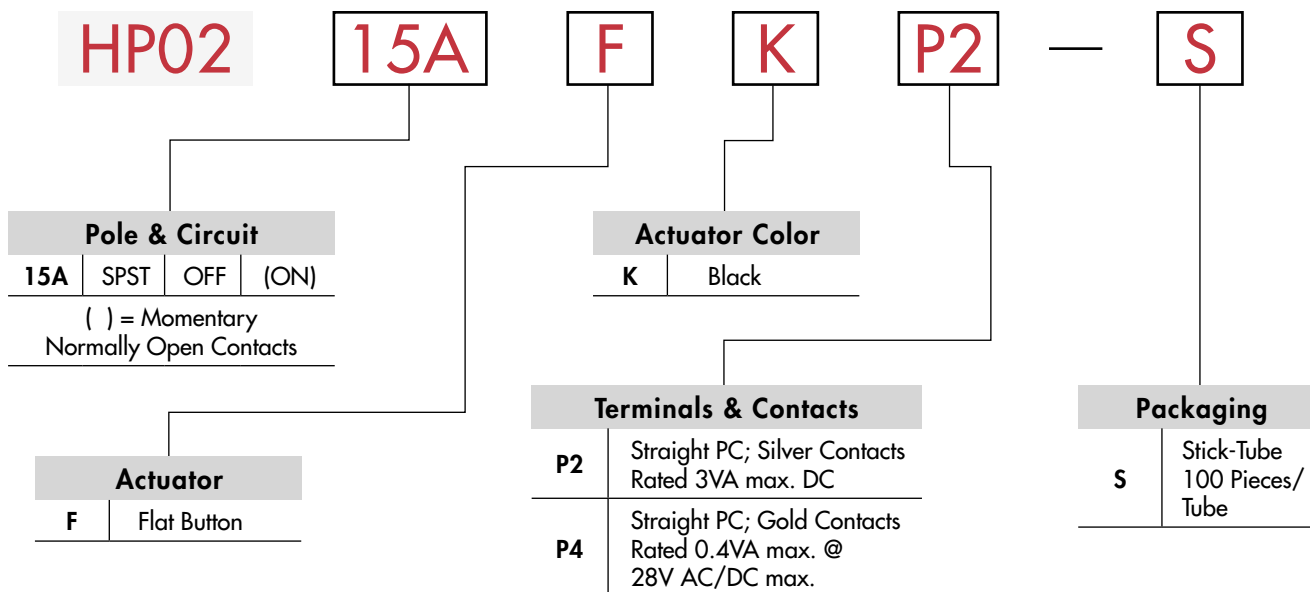 HP02 15A F K P2 — S
Pole & Circuit
15A SPST OFF (ON)
( ) = Momentary
Normally Open Contacts
Actuator
F Flat Button
Actuator Color
K Black
Terminals & Contacts
P2 Straight PC; Silver Contacts
Rated 3VA max. DC
P4 Straight PC; Gold Contacts
Rated 0.4VA max. @
28V AC/DC max.
Packaging
S Stick-Tube
100 Pieces/
Tube